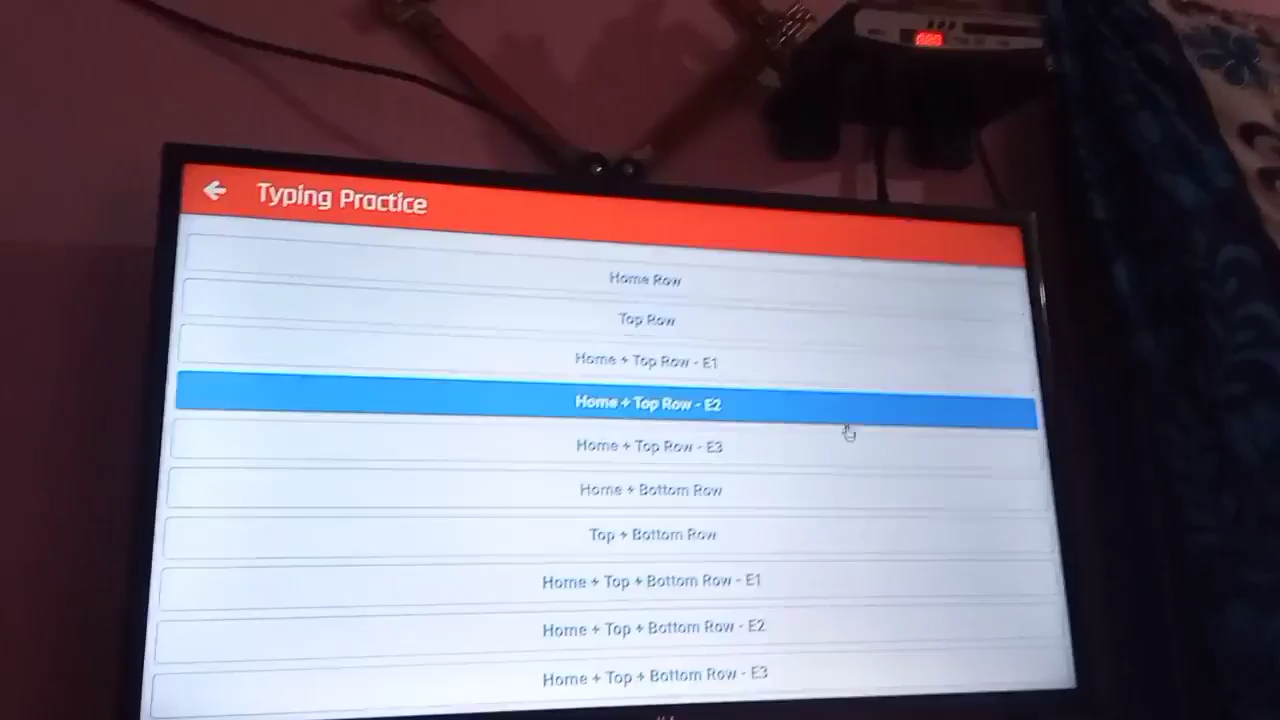 Typing Practice
Home Row
Top Row
Home + Top Row - E1
Home + Top Row - E2
Home + Top Row - E3
Home + Bottom Row
Top + Bottom Row
Home + Top + Bottom Row - E1
Home + Top + Bottom Row - E2
Home + Top + Bottom Row - E3